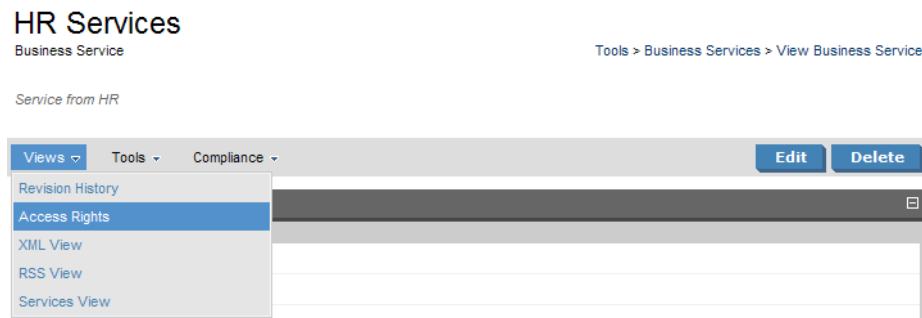 HR Services
Business Service
Tools > Business Services > View Business Service
Service from HR
Views Tools Compliance Edit Delete
Revision History
Access Rights
XML View
RSS View
Services View